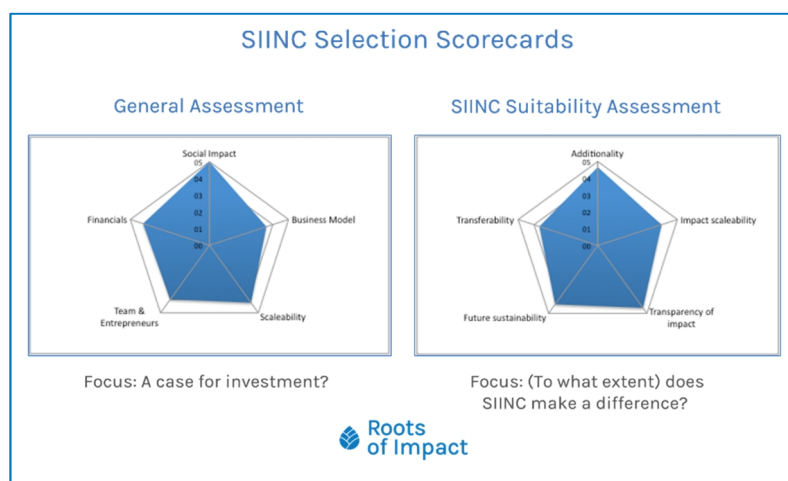 SIINC Selection Scorecards
General Assessment
Social Impact
05
04
03
02
01
00
Business Model
Scaleability
Team &
Entrepreneurs
Financials
Focus: A case for investment?
SIINC Suitability Assessment
Additionality
05
04
03
02
01
00
Impact scaleability
Transparency of
impact
Future sustainability
Transferability
Focus: (To what extent) does
SIINC make a difference?
Roots
of Impact